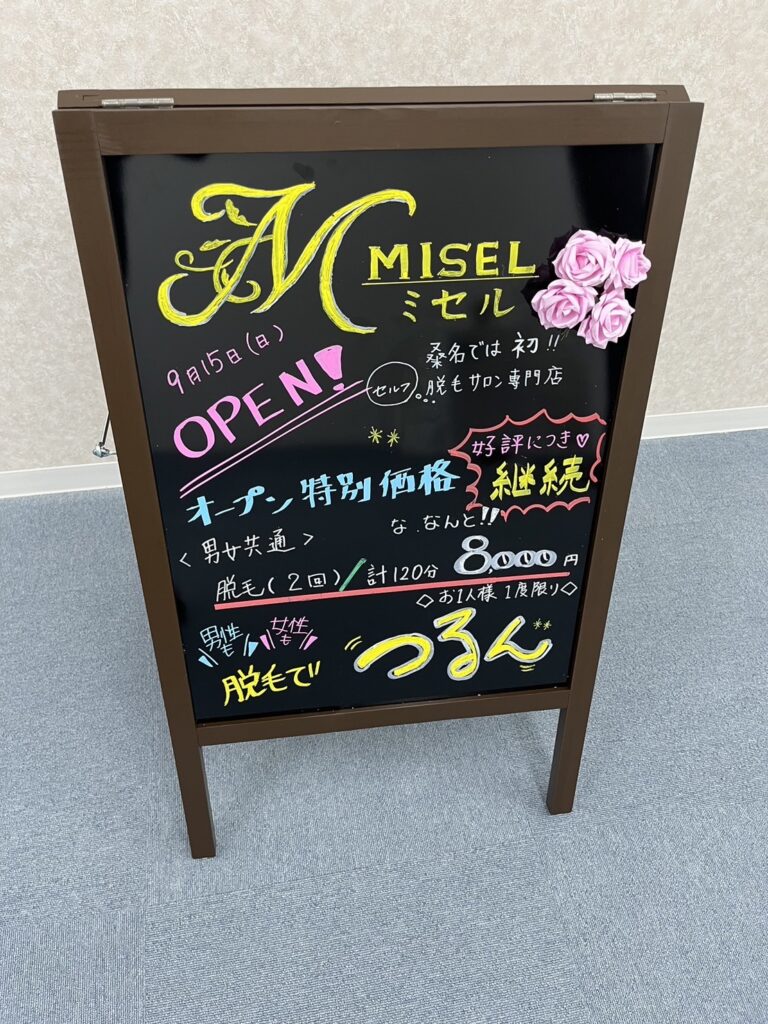 M MISEL
ミセル
9月15日(日)
OPEN!
桑名では初!!
セルフ 脱毛サロン専門店
オープン特別価格
好評につき♡
継続
<男女共通>
な、なんと!!
脱毛(2回)/計120分 8,000円
◇お1人様1度限り◇
男性も 女性も
脱毛で つるん